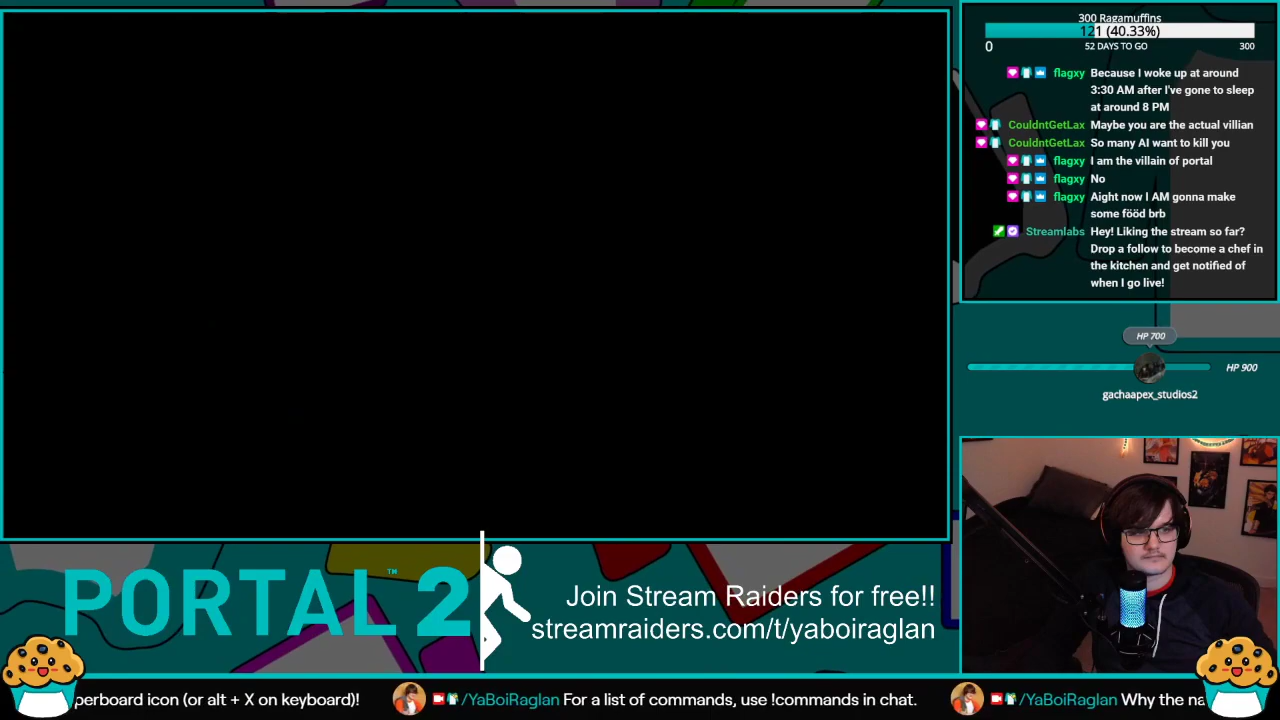 300 Ragamuffins
121 (40.33%)
0 52 DAYS TO GO 300
flagxy Because I woke up at around
3:30 AM after I've gone to sleep
at around 8 PM
CouldntGetLax Maybe you are the actual villian
CouldntGetLax So many AI want to kill you
flagxy I am the villain of portal
flagxy No
flagxy Aight now I AM gonna make
some fööd brb
Streamlabs Hey! Liking the stream so far?
Drop a follow to become a chef in
the kitchen and get notified of
when I go live!
HP 700
HP 900
gachaapex_studios2
PORTAL™ 2
Join Stream Raiders for free!!
streamraiders.com/t/yaboiraglan
perboard icon (or alt + X on keyboard)! /YaBoiRaglan For a list of commands, use !commands in chat. /YaBoiRaglan Why the na